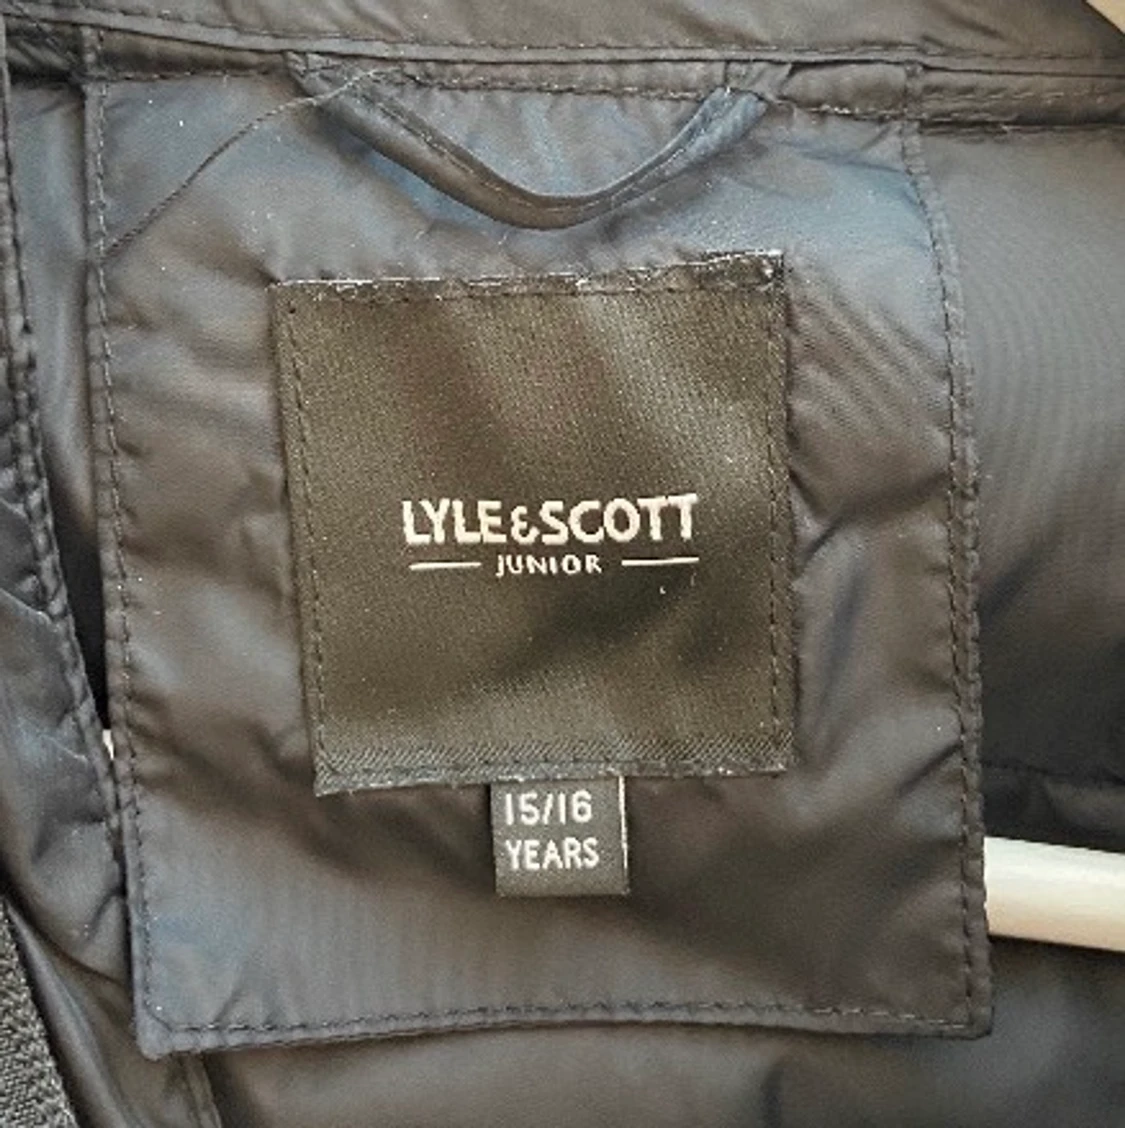 LYLE&SCOTT
JUNIOR
15/16
YEARS